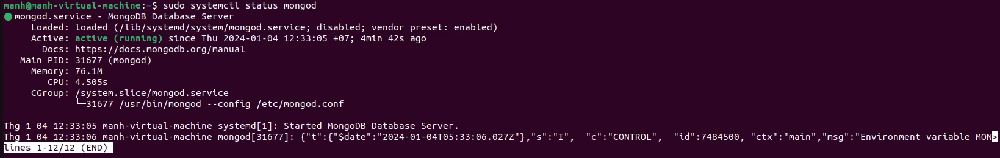 manh@manh-virtual-machine:~$ sudo systemctl status mongod
● mongod.service - MongoDB Database Server
     Loaded: loaded (/lib/systemd/system/mongod.service; disabled; vendor preset: enabled)
     Active: active (running) since Thu 2024-01-04 12:33:05 +07; 4min 42s ago
       Docs: https://docs.mongodb.org/manual
   Main PID: 31677 (mongod)
     Memory: 76.1M
        CPU: 4.505s
     CGroup: /system.slice/mongod.service
             └─31677 /usr/bin/mongod --config /etc/mongod.conf

Thg 1 04 12:33:05 manh-virtual-machine systemd[1]: Started MongoDB Database Server.
Thg 1 04 12:33:06 manh-virtual-machine mongod[31677]: {"t":{"$date":"2024-01-04T05:33:06.027Z"},"s":"I",  "c":"CONTROL",  "id":7484500, "ctx":"main","msg":"Environment variable MON>
lines 1-12/12 (END)